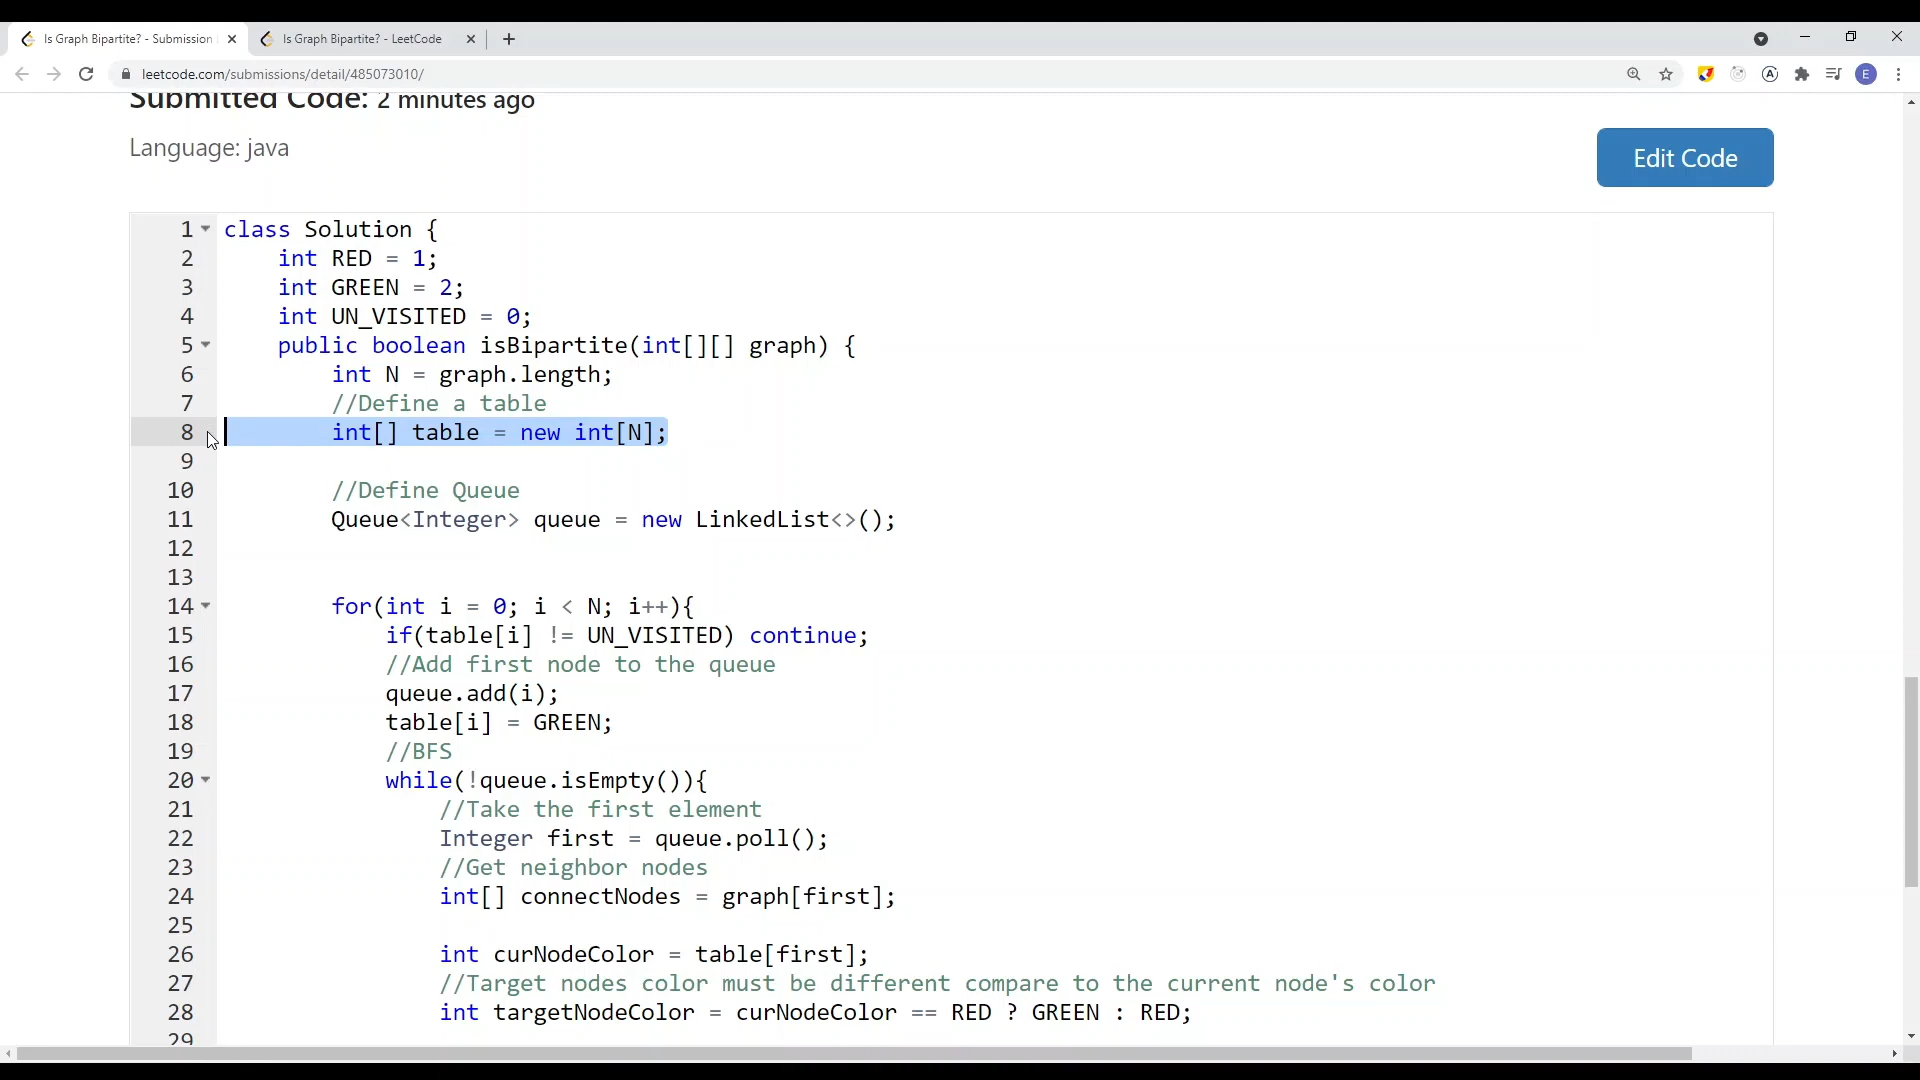 Is Graph Bipartite? - Submission
Is Graph Bipartite? - LeetCode
leetcode.com/submissions/detail/485073010/
E
Submitted Code: 2 minutes ago
Language: java
Edit Code
1 class Solution {
2 int RED = 1;
3 int GREEN = 2;
4 int UN_VISITED = 0;
5 public boolean isBipartite(int[][] graph) {
6 int N = graph.length;
7 //Define a table
8 int[] table = new int[N];
9
10 //Define Queue
11 Queue<Integer> queue = new LinkedList<>();
12
13
14 for(int i = 0; i < N; i++){
15 if(table[i] != UN_VISITED) continue;
16 //Add first node to the queue
17 queue.add(i);
18 table[i] = GREEN;
19 //BFS
20 while(!queue.isEmpty()){
21 //Take the first element
22 Integer first = queue.poll();
23 //Get neighbor nodes
24 int[] connectNodes = graph[first];
25
26 int curNodeColor = table[first];
27 //Target nodes color must be different compare to the current node's color
28 int targetNodeColor = curNodeColor == RED ? GREEN : RED;
29